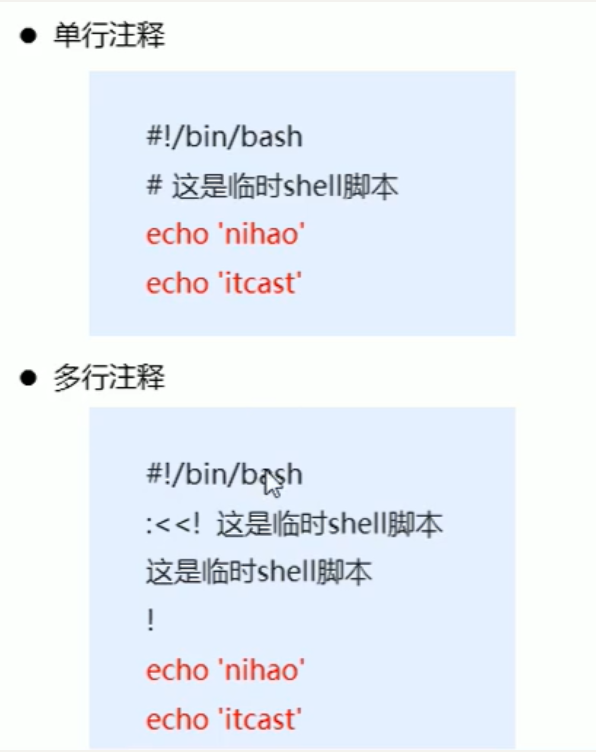 单行注释
#!/bin/bash
# 这是临时shell脚本
echo 'nihao'
echo 'itcast'
多行注释
#!/bin/bash
:<<! 这是临时shell脚本
这是临时shell脚本
!
echo 'nihao'
echo 'itcast'